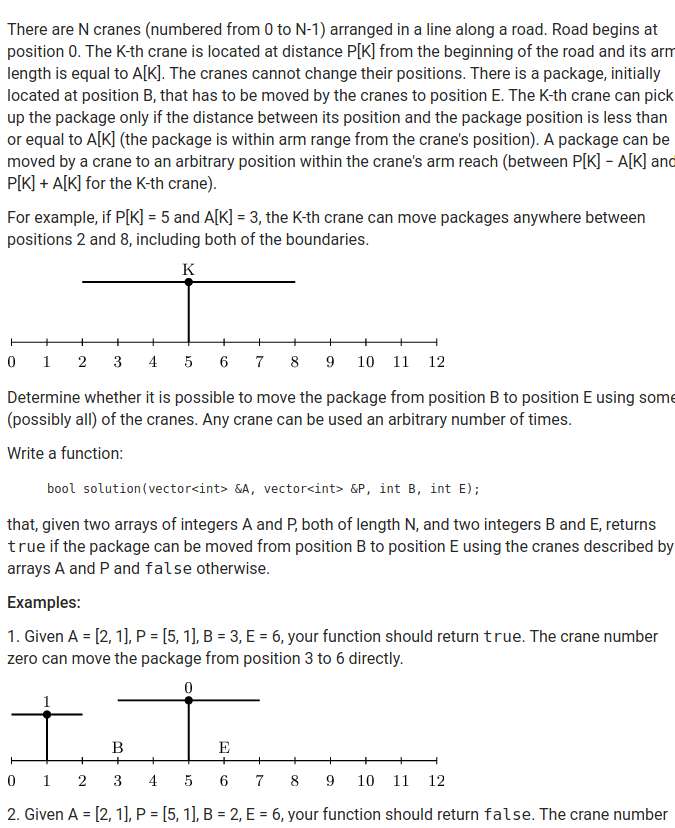 There are N cranes (numbered from 0 to N-1) arranged in a line along a road. Road begins at
position 0. The K-th crane is located at distance P[K] from the beginning of the road and its arm
length is equal to A[K]. The cranes cannot change their positions. There is a package, initially
located at position B, that has to be moved by the cranes to position E. The K-th crane can pick
up the package only if the distance between its position and the package position is less than
or equal to A[K] (the package is within arm range from the crane's position). A package can be
moved by a crane to an arbitrary position within the crane's arm reach (between P[K] − A[K] and
P[K] + A[K] for the K-th crane).
For example, if P[K] = 5 and A[K] = 3, the K-th crane can move packages anywhere between
positions 2 and 8, including both of the boundaries.
K
0 1 2 3 4 5 6 7 8 9 10 11 12
Determine whether it is possible to move the package from position B to position E using some
(possibly all) of the cranes. Any crane can be used an arbitrary number of times.
Write a function:
bool solution(vector<int> &A, vector<int> &P, int B, int E);
that, given two arrays of integers A and P, both of length N, and two integers B and E, returns
true if the package can be moved from position B to position E using the cranes described by
arrays A and P and false otherwise.
Examples:
1. Given A = [2, 1], P = [5, 1], B = 3, E = 6, your function should return true. The crane number
zero can move the package from position 3 to 6 directly.
0
1
B E
0 1 2 3 4 5 6 7 8 9 10 11 12
2. Given A = [2, 1], P = [5, 1], B = 2, E = 6, your function should return false. The crane number